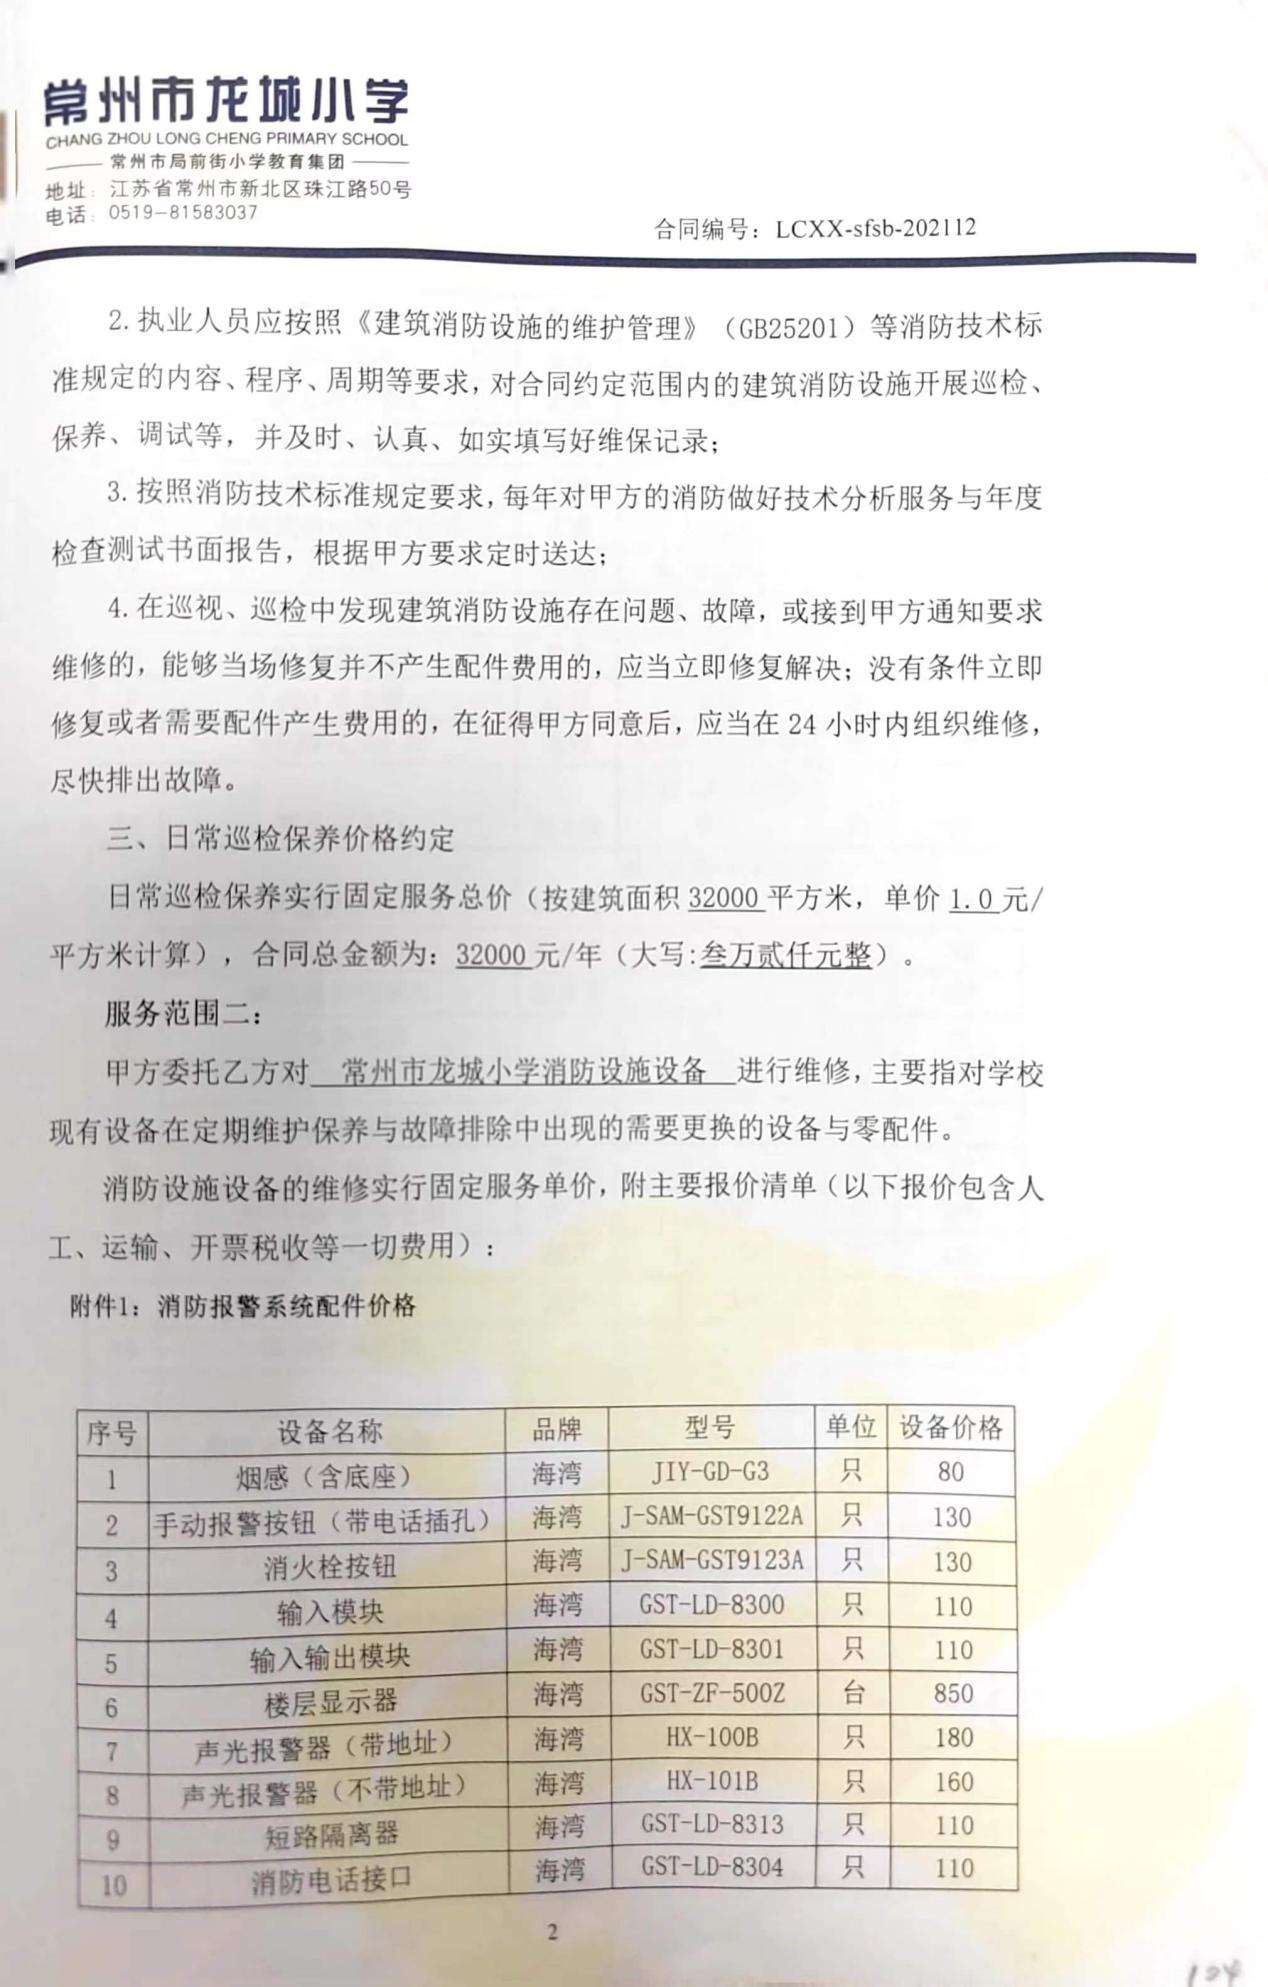 常州市龙城小学
CHANG ZHOU LONG CHENG PRIMARY SCHOOL
常州市局前街小学教育集团
地址：江苏省常州市新北区珠江路50号
电话：0519-81583037
合同编号：LCXX-sfsb-202112
2.执业人员应按照《建筑消防设施的维护管理》（GB25201）等消防技术标
准规定的内容、程序、周期等要求，对合同约定范围内的建筑消防设施开展巡检、
保养、调试等，并及时、认真、如实填写好维保记录；
3.按照消防技术标准规定要求，每年对甲方的消防做好技术分析服务与年度
检查测试书面报告，根据甲方要求定时送达；
4.在巡视、巡检中发现建筑消防设施存在问题、故障，或接到甲方通知要求
维修的，能够当场修复并不产生配件费用的，应当立即修复解决；没有条件立即
修复或者需要配件产生费用的，在征得甲方同意后，应当在 24 小时内组织维修，
尽快排出故障。
三、日常巡检保养价格约定
日常巡检保养实行固定服务总价（按建筑面积 32000 平方米，单价 1.0 元/
平方米计算），合同总金额为：32000 元/年（大写:叁万贰仟元整）。
服务范围二：
甲方委托乙方对 常州市龙城小学消防设施设备 进行维修，主要指对学校
现有设备在定期维护保养与故障排除中出现的需要更换的设备与零配件。
消防设施设备的维修实行固定服务单价，附主要报价清单（以下报价包含人
工、运输、开票税收等一切费用）：
附件1：消防报警系统配件价格
序号 设备名称 品牌 型号 单位 设备价格
1 烟感（含底座） 海湾 JIY-GD-G3 只 80
2 手动报警按钮（带电话插孔） 海湾 J-SAM-GST9122A 只 130
3 消火栓按钮 海湾 J-SAM-GST9123A 只 130
4 输入模块 海湾 GST-LD-8300 只 110
5 输入输出模块 海湾 GST-LD-8301 只 110
6 楼层显示器 海湾 GST-ZF-500Z 台 850
7 声光报警器（带地址） 海湾 HX-100B 只 180
8 声光报警器（不带地址） 海湾 HX-101B 只 160
9 短路隔离器 海湾 GST-LD-8313 只 110
10 消防电话接口 海湾 GST-LD-8304 只 110
2
124